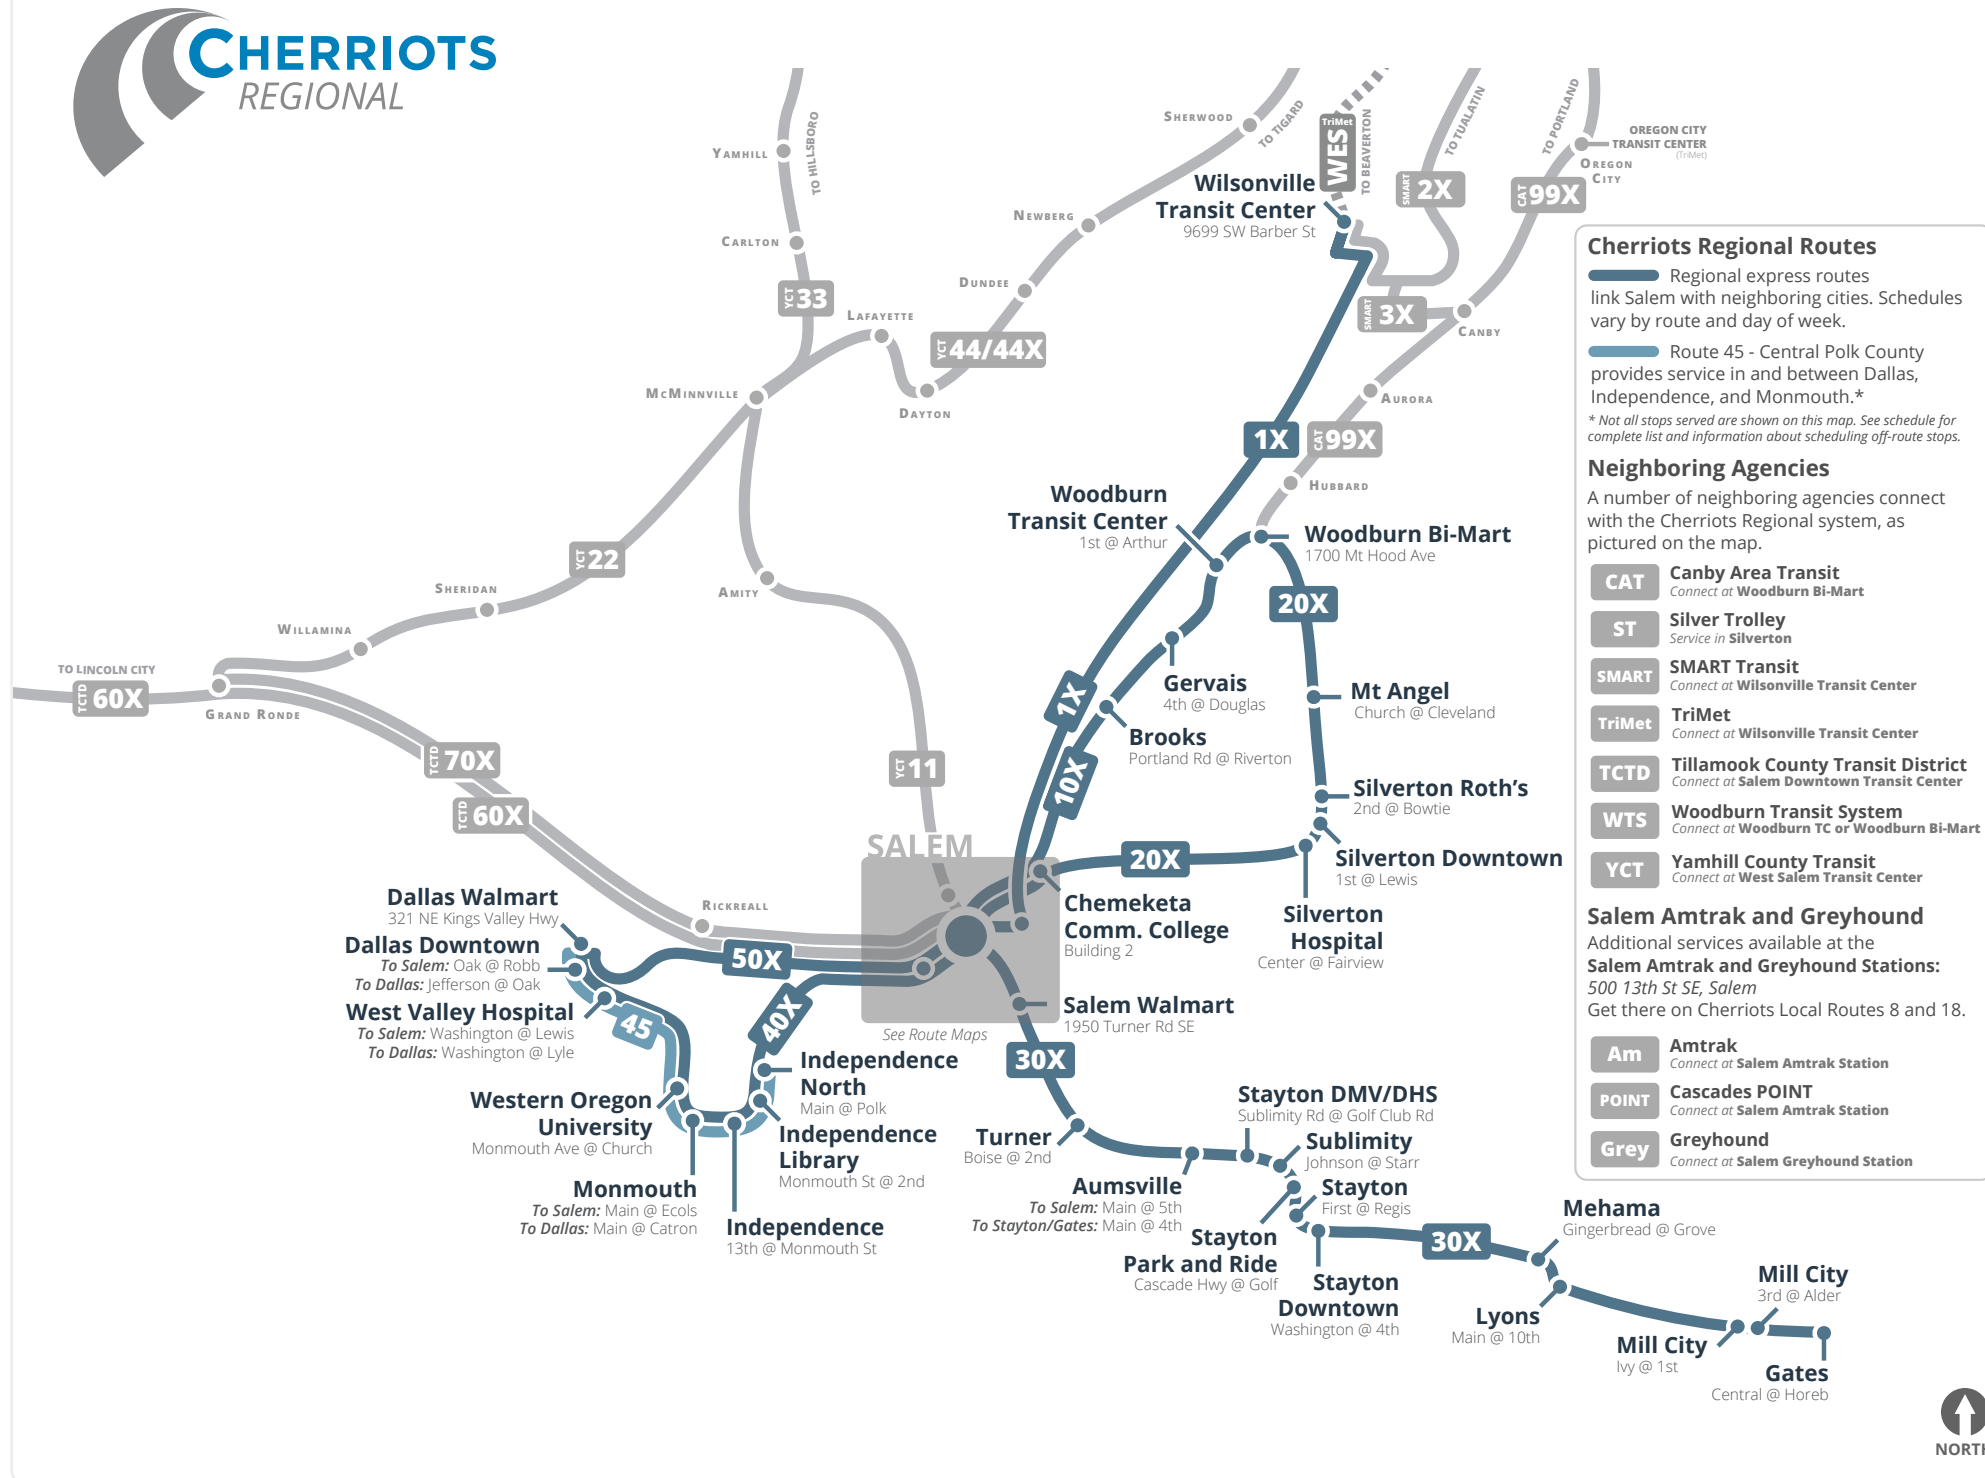 CHERRIOTS
REGIONAL
YAMHILL
TO HILLSBORO
CARLTON
YCT 33
LAFAYETTE
McMINNVILLE
DAYTON
YCT 44/44X
DUNDEE
NEWBERG
SHERWOOD
TO TIGARD
TriMet
WES
TO BEAVERTON
Wilsonville
Transit Center
9699 SW Barber St
SMART 2X
TO TUALATIN
CAT 99X
TO PORTLAND
OREGON CITY
TRANSIT CENTER
(TriMet)
OREGON
CITY
SMART 3X
CANBY
AURORA
1X
CAT 99X
HUBBARD
Woodburn
Transit Center
1st @ Arthur
Woodburn Bi-Mart
1700 Mt Hood Ave
20X
YCT 22
AMITY
SHERIDAN
WILLAMINA
TO LINCOLN CITY
TCTD 60X
GRAND RONDE
TCTD 70X
TCTD 60X
YCT 11
1X
10X
Gervais
4th @ Douglas
Brooks
Portland Rd @ Riverton
Mt Angel
Church @ Cleveland
Silverton Roth's
2nd @ Bowtie
Silverton Downtown
1st @ Lewis
20X
Silverton
Hospital
Center @ Fairview
SALEM
See Route Maps
Chemeketa
Comm. College
Building 2
RICKREALL
Dallas Walmart
321 NE Kings Valley Hwy
Dallas Downtown
To Salem: Oak @ Robb
To Dallas: Jefferson @ Oak
West Valley Hospital
To Salem: Washington @ Lewis
To Dallas: Washington @ Lyle
50X
45
40X
Western Oregon
University
Monmouth Ave @ Church
Monmouth
To Salem: Main @ Ecols
To Dallas: Main @ Catron
Independence
13th @ Monmouth St
Independence
North
Main @ Polk
Independence
Library
Monmouth St @ 2nd
Salem Walmart
1950 Turner Rd SE
30X
Turner
Boise @ 2nd
Aumsville
To Salem: Main @ 5th
To Stayton/Gates: Main @ 4th
Stayton DMV/DHS
Sublimity Rd @ Golf Club Rd
Sublimity
Johnson @ Starr
Stayton
First @ Regis
Stayton
Park and Ride
Cascade Hwy @ Golf
Stayton
Downtown
Washington @ 4th
30X
Mehama
Gingerbread @ Grove
Lyons
Main @ 10th
Mill City
3rd @ Alder
Mill City
Ivy @ 1st
Gates
Central @ Horeb
Cherriots Regional Routes
Regional express routes
link Salem with neighboring cities. Schedules
vary by route and day of week.
Route 45 - Central Polk County
provides service in and between Dallas,
Independence, and Monmouth.*
* Not all stops served are shown on this map. See schedule for
complete list and information about scheduling off-route stops.
Neighboring Agencies
A number of neighboring agencies connect
with the Cherriots Regional system, as
pictured on the map.
CAT Canby Area Transit
Connect at Woodburn Bi-Mart
ST Silver Trolley
Service in Silverton
SMART SMART Transit
Connect at Wilsonville Transit Center
TriMet TriMet
Connect at Wilsonville Transit Center
TCTD Tillamook County Transit District
Connect at Salem Downtown Transit Center
WTS Woodburn Transit System
Connect at Woodburn TC or Woodburn Bi-Mart
YCT Yamhill County Transit
Connect at West Salem Transit Center
Salem Amtrak and Greyhound
Additional services available at the
Salem Amtrak and Greyhound Stations:
500 13th St SE, Salem
Get there on Cherriots Local Routes 8 and 18.
Am Amtrak
Connect at Salem Amtrak Station
POINT Cascades POINT
Connect at Salem Amtrak Station
Grey Greyhound
Connect at Salem Greyhound Station
NORTH